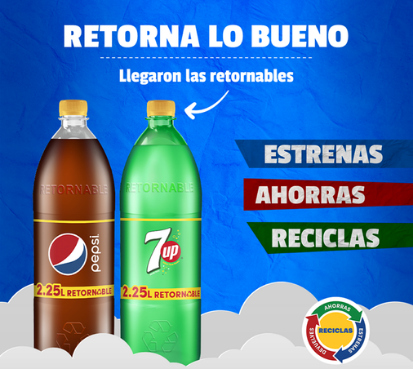 RETORNA LO BUENO
Llegaron las retornables
ESTRENAS
AHORRAS
RECICLAS
RETORNABLE
RETORNABLE
pepsi
7up
2.25L RETORNABLE
2.25L RETORNABLE
AHORRAS
RECICLAS
ESTRENAS
DEVUELVES